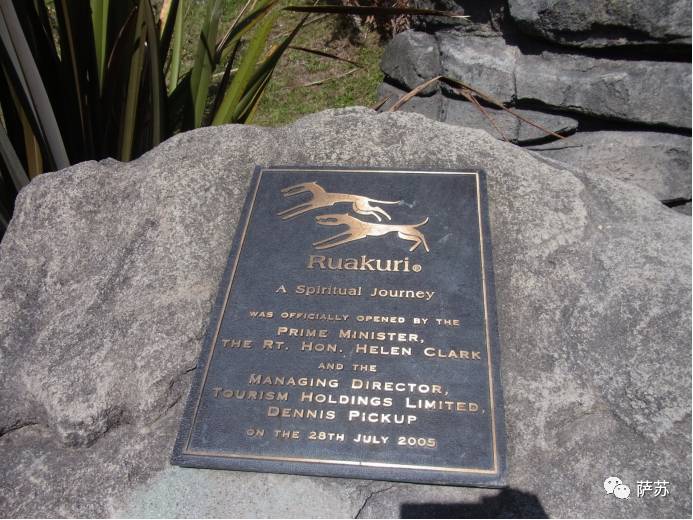 Ruakuri®
A Spiritual Journey
WAS OFFICIALLY OPENED BY THE
PRIME MINISTER,
THE RT. HON. HELEN CLARK
AND THE
MANAGING DIRECTOR,
TOURISM HOLDINGS LIMITED,
DENNIS PICKUP
ON THE 28TH JULY 2005
萨苏